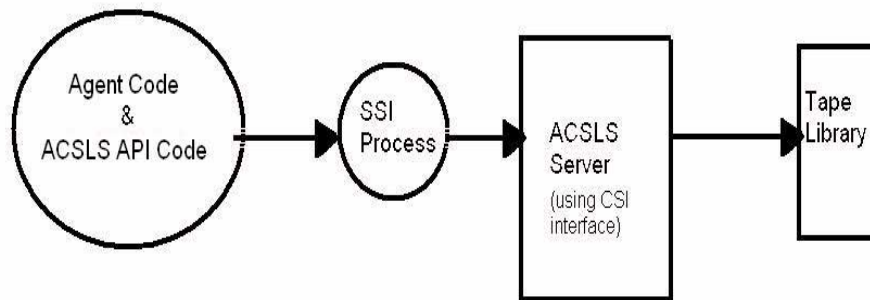 Agent Code
&
ACSLS API Code
SSI
Process
ACSLS
Server
(using CSI
interface)
Tape
Library